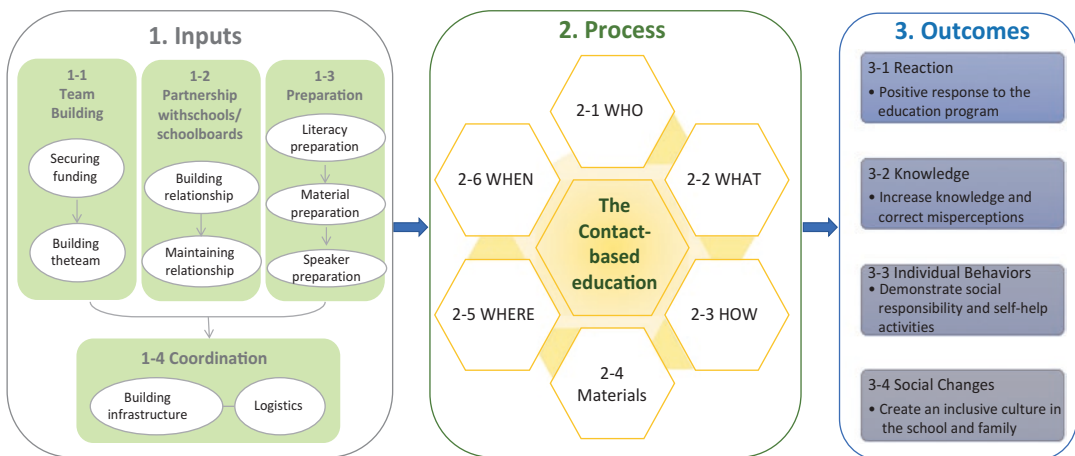 1. Inputs
1-1
Team
Building
Securing
funding
Building
theteam
1-2
Partnership
withschools/
schoolboards
Building
relationship
Maintaining
relationship
1-3
Preparation
Literacy
preparation
Material
preparation
Speaker
preparation
1-4 Coordination
Building
infrastructure
Logistics
2. Process
2-1 WHO
2-2 WHAT
2-3 HOW
2-4
Materials
2-5 WHERE
2-6 WHEN
The
Contact-
based
education
3. Outcomes
3-1 Reaction
• Positive response to the
education program
3-2 Knowledge
• Increase knowledge and
correct misperceptions
3-3 Individual Behaviors
• Demonstrate social
responsibility and self-help
activities
3-4 Social Changes
• Create an inclusive culture in
the school and family